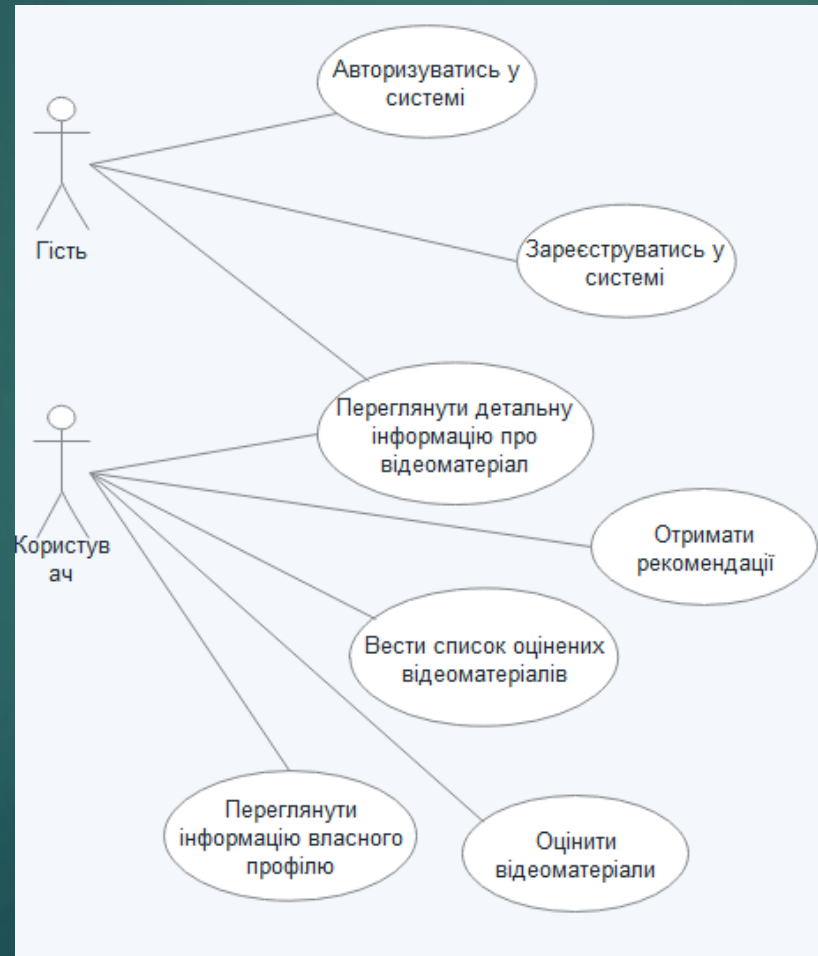 Авторизуватись у
системі
Гість
Зареєструватись у
системі
Переглянути детальну
інформацію про
відеоматеріал
Користув
ач
Отримати
рекомендації
Вести список оцінених
відеоматеріалів
Переглянути
інформацію власного
профілю
Оцінити
відеоматеріали